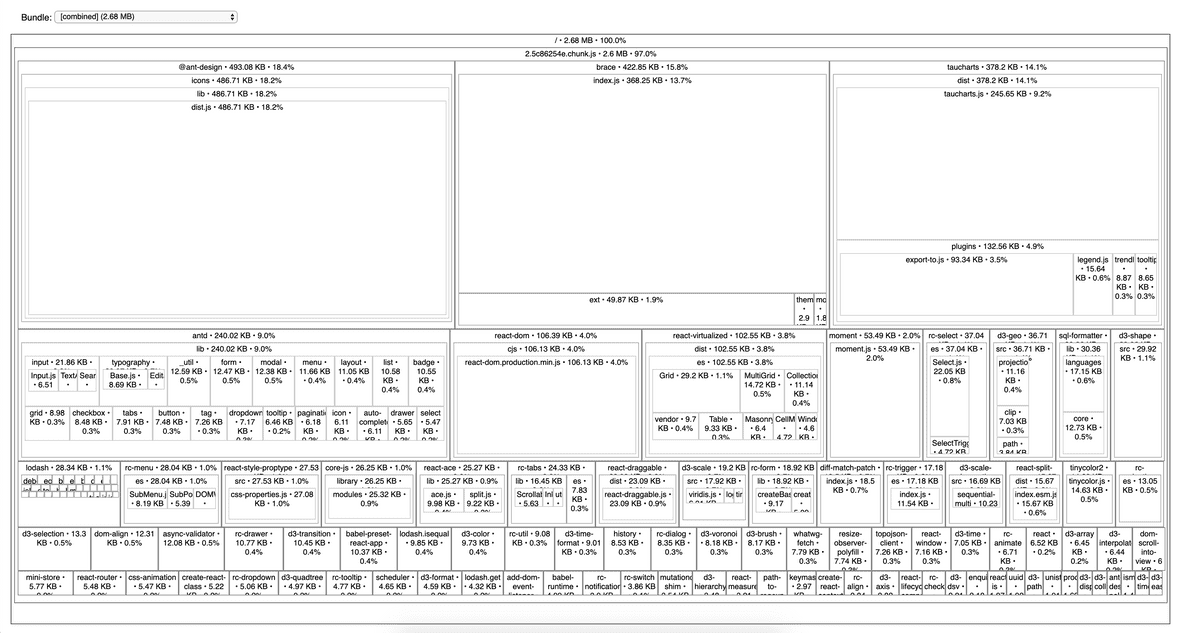 Bundle: [combined] (2.68 MB)
/ • 2.68 MB • 100.0%
2.5c86254e.chunk.js • 2.6 MB • 97.0%
@ant-design • 493.08 KB • 18.4%
icons • 486.71 KB • 18.2%
lib • 486.71 KB • 18.2%
dist.js • 486.71 KB • 18.2%
brace • 422.85 KB • 15.8%
index.js • 368.25 KB • 13.7%
ext • 49.87 KB • 1.9%
them
•
2.9
mo
•
1.8
taucharts • 378.2 KB • 14.1%
dist • 378.2 KB • 14.1%
taucharts.js • 245.65 KB • 9.2%
plugins • 132.56 KB • 4.9%
export-to.js • 93.34 KB • 3.5%
legend.js
• 15.64
KB • 0.6%
trendl
•
8.87
KB •
0.3%
tooltip
•
8.65
KB •
0.3%
antd • 240.02 KB • 9.0%
lib • 240.02 KB • 9.0%
input • 21.86 KB •
Input.js
• 6.51
Text/
•
Sear
•
typography •
Base.js •
8.69 KB •
Edit
•
_util •
12.59 KB •
0.5%
form •
12.47 KB •
0.5%
modal •
12.38 KB •
0.5%
menu •
11.66 KB
• 0.4%
layout •
11.05 KB
• 0.4%
list •
10.58
KB •
0.4%
badge •
10.55
KB •
0.4%
grid • 8.98
KB • 0.3%
checkbox •
8.48 KB •
0.3%
tabs •
7.91 KB •
0.3%
button •
7.48 KB •
0.3%
tag •
7.26 KB
• 0.3%
dropdown
• 7.17
KB •
0.3%
tooltip •
6.46 KB
• 0.2%
paginati
• 6.18
KB •
icon •
6.11
KB •
auto-
complet
• 6.11
KB •
drawer
• 5.65
KB •
select
• 5.47
KB •
react-dom • 106.39 KB • 4.0%
cjs • 106.13 KB • 4.0%
react-dom.production.min.js • 106.13 KB • 4.0%
react-virtualized • 102.55 KB • 3.8%
dist • 102.55 KB • 3.8%
es • 102.55 KB • 3.8%
Grid • 29.2 KB • 1.1%
MultiGrid •
14.72 KB •
0.5%
Collection
• 11.14
KB •
0.4%
vendor • 9.7
KB • 0.4%
Table •
9.33 KB •
0.3%
Masonry
• 6.4
KB •
CellM
•
4.72
Wind
• 4.6
KB •
moment • 53.49 KB • 2.0%
moment.js • 53.49 KB •
2.0%
rc-select • 37.04
es • 37.04 KB •
Select.js •
22.05 KB
• 0.8%
SelectTrigg
• 4.72 KB
d3-geo • 36.71
src • 36.71 KB
projectio
• 11.16
KB •
0.4%
clip •
7.03 KB
• 0.3%
path •
3.84 KB
sql-formatter •
lib • 30.36
languages
• 17.15
KB • 0.6%
core •
12.73 KB
• 0.5%
d3-shape •
src • 29.92
KB • 1.1%
lodash • 28.34 KB • 1.1%
rc-menu • 28.04 KB • 1.0%
es • 28.04 KB • 1.0%
SubMenu.j
• 8.19 KB
SubPo
• 5.39
DOM
react-style-proptype • 27.53
src • 27.53 KB • 1.0%
css-properties.js • 27.08
KB • 1.0%
core-js • 26.25 KB • 1.0%
library • 26.25 KB •
modules • 25.32 KB
0.9%
react-ace • 25.27 KB •
lib • 25.27 KB • 0.9%
ace.js •
9.98 KB •
split.js •
9.22 KB
rc-tabs • 24.33 KB •
lib • 16.45
KB • 0.6%
Scrollat
• 5.63
es •
7.83
KB •
0.3%
react-draggable •
dist • 23.09 KB •
react-draggable.js •
23.09 KB • 0.9%
d3-scale • 19.2 KB
src • 17.92 KB •
viridis.js •
rc-form • 18.92 KB
lib • 18.92 KB •
createBas
• 9.17
creat
•
diff-match-patch •
index.js • 18.5
KB • 0.7%
rc-trigger • 17.18
es • 17.18 KB
index.js •
11.54 KB •
d3-scale-
src • 16.69 KB
sequential-
multi • 10.23
react-split-
dist • 15.67
index.esm.js
• 15.67 KB
• 0.6%
tinycolor2 •
tinycolor.js •
14.63 KB •
0.5%
rc-
es • 13.05
KB • 0.5%
d3-selection • 13.3
KB • 0.5%
dom-align • 12.31
KB • 0.5%
async-validator •
12.08 KB • 0.5%
rc-drawer •
10.77 KB •
0.4%
d3-transition •
10.45 KB •
0.4%
babel-preset-
react-app •
10.37 KB •
0.4%
lodash.isequal
• 9.85 KB •
0.4%
d3-color •
9.73 KB •
0.4%
rc-util • 9.08
KB • 0.3%
d3-time-
format • 9.01
KB • 0.3%
history •
8.53 KB •
0.3%
rc-dialog •
8.35 KB •
0.3%
d3-voronoi
• 8.18 KB •
0.3%
d3-brush •
8.17 KB •
0.3%
whatwg-
fetch •
7.79 KB •
0.3%
resize-
observer-
polyfill •
7.74 KB •
topojson-
client •
7.26 KB •
0.3%
react-
window •
7.16 KB •
0.3%
d3-time •
7.05 KB •
0.3%
rc-
animate
• 6.71
KB •
react •
6.52 KB
• 0.2%
d3-array
• 6.45
KB •
0.2%
d3-
interpolat
• 6.44
KB •
dom-
scroll-
into-
view • 6
mini-store •
5.77 KB •
react-router •
5.48 KB •
css-animation
• 5.47 KB •
create-react-
class • 5.22
rc-dropdown
• 5.06 KB •
d3-quadtree
• 4.97 KB •
rc-tooltip •
4.77 KB •
scheduler •
4.65 KB •
d3-format •
4.59 KB •
lodash.get
• 4.32 KB •
add-dom-
event-
babel-
runtime •
rc-
notification
rc-switch
• 3.86 KB
mutationo
shim •
d3-
hierarchy
react-
measure
path-
to-
keymas
• 2.97
create-
react-
rc-
align •
d3-
axis •
react-
lifecyc
rc-
check
d3-
dsv •
enqui
•
react
is •
uuid
•
d3-
path
unist
•
proc
•
d3-
disp
d3-
coll
ant
des
ism
•
d3-
time
d3-
eas